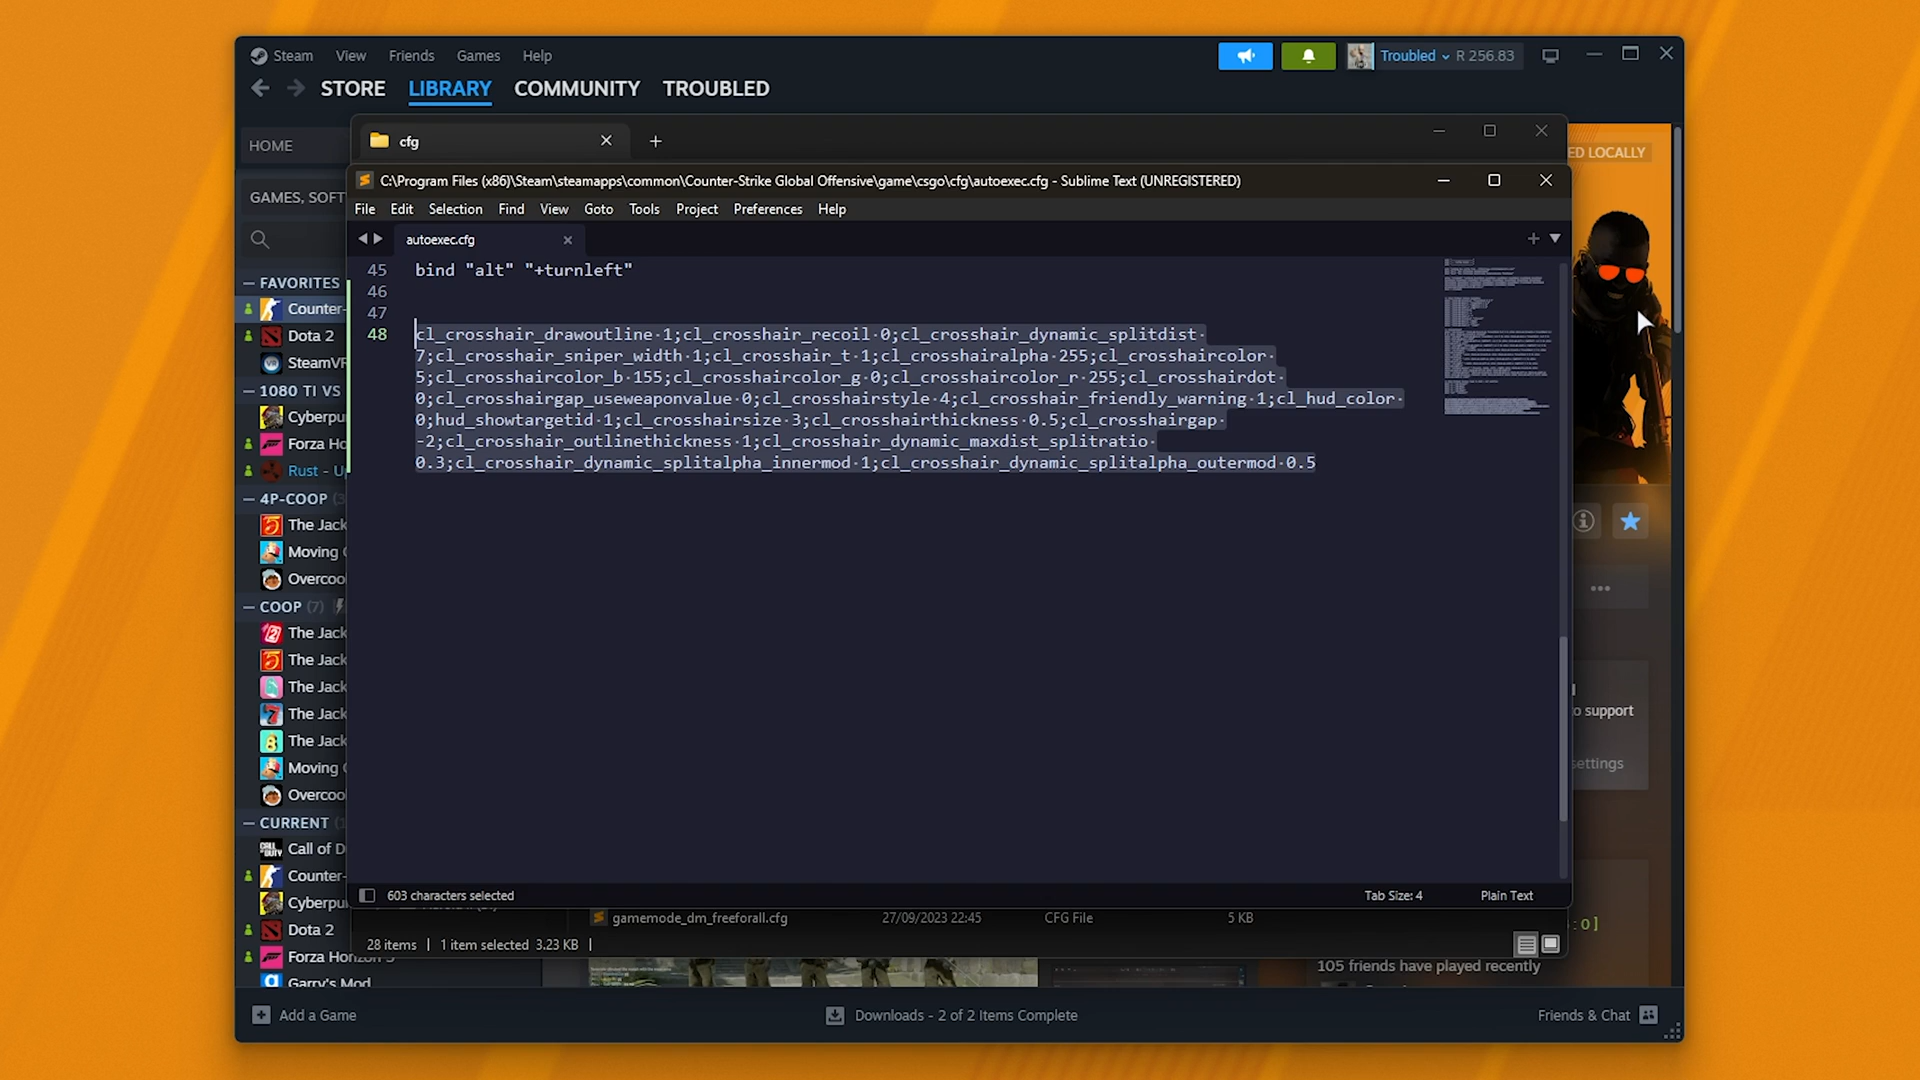 Steam View Friends Games Help
Troubled R 256.83
STORE LIBRARY COMMUNITY TROUBLED
HOME
cfg
ED LOCALLY
C:\Program Files (x86)\Steam\steamapps\common\Counter-Strike Global Offensive\game\csgo\cfg\autoexec.cfg - Sublime Text (UNREGISTERED)
GAMES, SOFT
File Edit Selection Find View Goto Tools Project Preferences Help
autoexec.cfg
45 bind "alt" "+turnleft"
46
47
48 cl_crosshair_drawoutline 1;cl_crosshair_recoil 0;cl_crosshair_dynamic_splitdist
7;cl_crosshair_sniper_width 1;cl_crosshair_t 1;cl_crosshairalpha 255;cl_crosshaircolor
5;cl_crosshaircolor_b 155;cl_crosshaircolor_g 0;cl_crosshaircolor_r 255;cl_crosshairdot
0;cl_crosshairgap_useweaponvalue 0;cl_crosshairstyle 4;cl_crosshair_friendly_warning 1;cl_hud_color
0;hud_showtargetid 1;cl_crosshairsize 3;cl_crosshairthickness 0.5;cl_crosshairgap
-2;cl_crosshair_outlinethickness 1;cl_crosshair_dynamic_maxdist_splitratio
0.3;cl_crosshair_dynamic_splitalpha_innermod 1;cl_crosshair_dynamic_splitalpha_outermod 0.5
FAVORITES
Counter-
Dota 2
SteamVR
1080 TI VS
Cyberpu
Forza Ho
Rust - U
4P-COOP
The Jack
Moving
Overcoo
COOP (7)
The Jack
The Jack
The Jack
The Jack
The Jack
Moving
Overcoo
CURRENT
Call of D
Counter-
Cyberpu
Dota 2
Forza Horizon 5
Garry's Mod
o support
settings
603 characters selected Tab Size: 4 Plain Text
gamemode_dm_freeforall.cfg 27/09/2023 22:45 CFG File 5 KB
: 0 ]
28 items | 1 item selected 3.23 KB |
105 friends have played recently
Add a Game Downloads - 2 of 2 Items Complete Friends & Chat